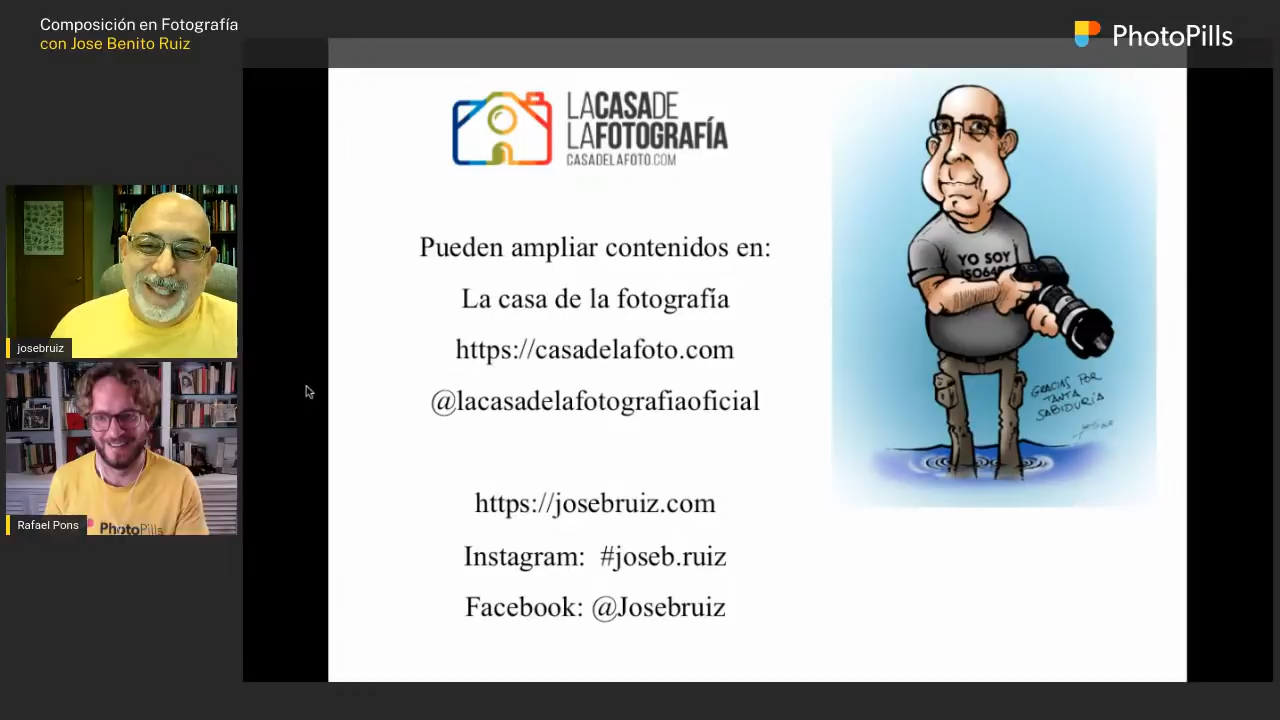 Composición en Fotografía
con Jose Benito Ruiz
PhotoPills
LACASADE
LAFOTOGRAFÍA
CASADELAFOTO.COM
Pueden ampliar contenidos en:
La casa de la fotografía
https://casadelafoto.com
@lacasadelafotografiaoficial
https://josebruiz.com
Instagram: #joseb.ruiz
Facebook: @Josebruiz
YO SOY
GRACIAS POR
TANTA
SABIDURÍA
josebruiz
PhotoPills
Rafael Pons